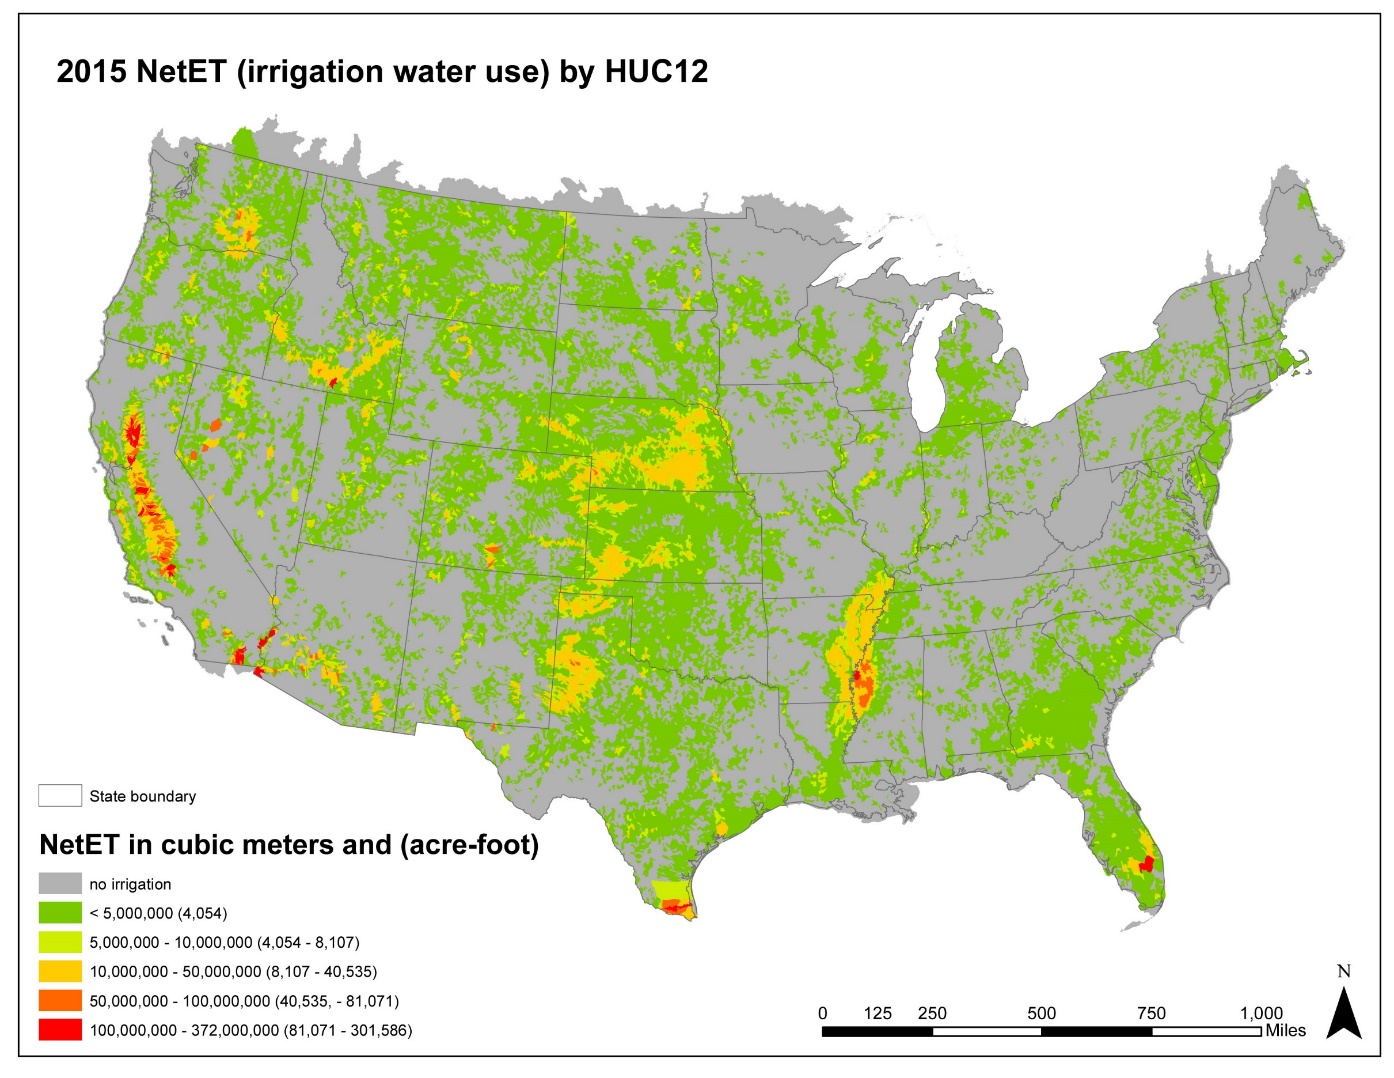 2015 NetET (irrigation water use) by HUC12
State boundary
NetET in cubic meters and (acre-foot)
no irrigation
< 5,000,000 (4,054)
5,000,000 - 10,000,000 (4,054 - 8,107)
10,000,000 - 50,000,000 (8,107 - 40,535)
50,000,000 - 100,000,000 (40,535, - 81,071)
100,000,000 - 372,000,000 (81,071 - 301,586)
N
0 125 250 500 750 1,000
Miles